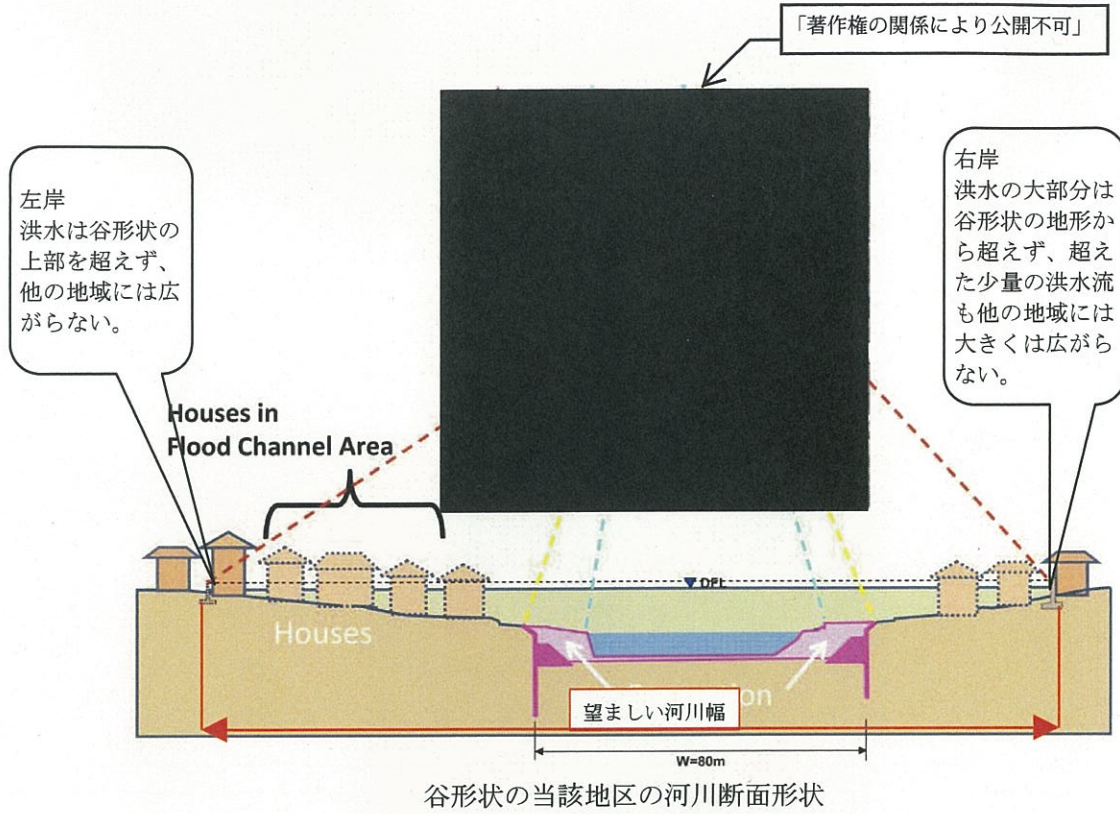 「著作権の関係により公開不可」
左岸
洪水は谷形状の
上部を超えず、
他の地域には広
がらない。
右岸
洪水の大部分は
谷形状の地形か
ら超えず、超え
た少量の洪水流
も他の地域には
大きくは広がら
ない。
Houses in
Flood Channel Area
DFL
Houses
望ましい河川幅
W=80m
谷形状の当該地区の河川断面形状